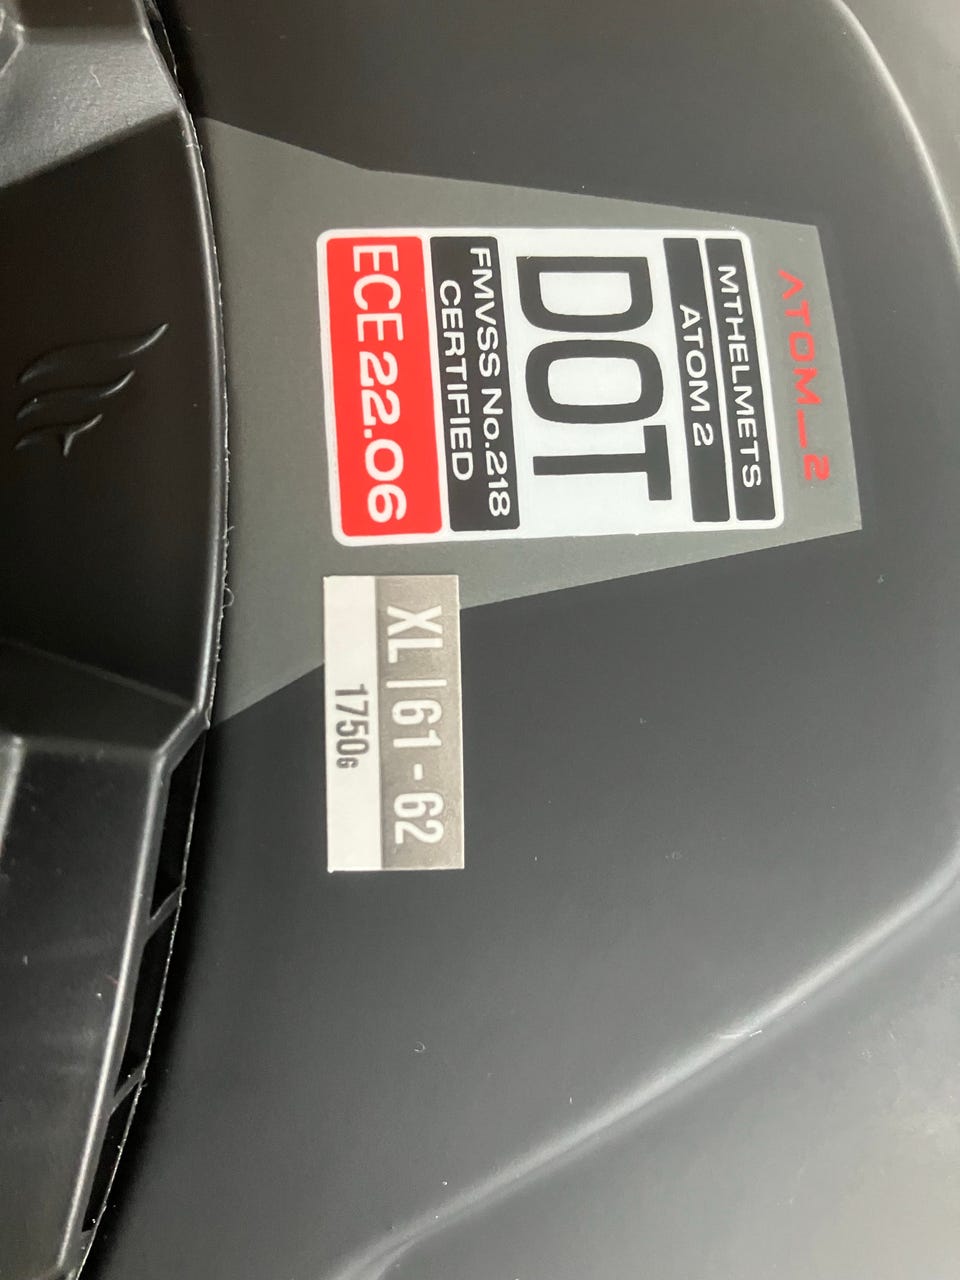 ATOM_2
MTHELMETS
ATOM 2
DOT
FMVSS No.218
CERTIFIED
ECE 22.06
XL | 61 - 62
1750G